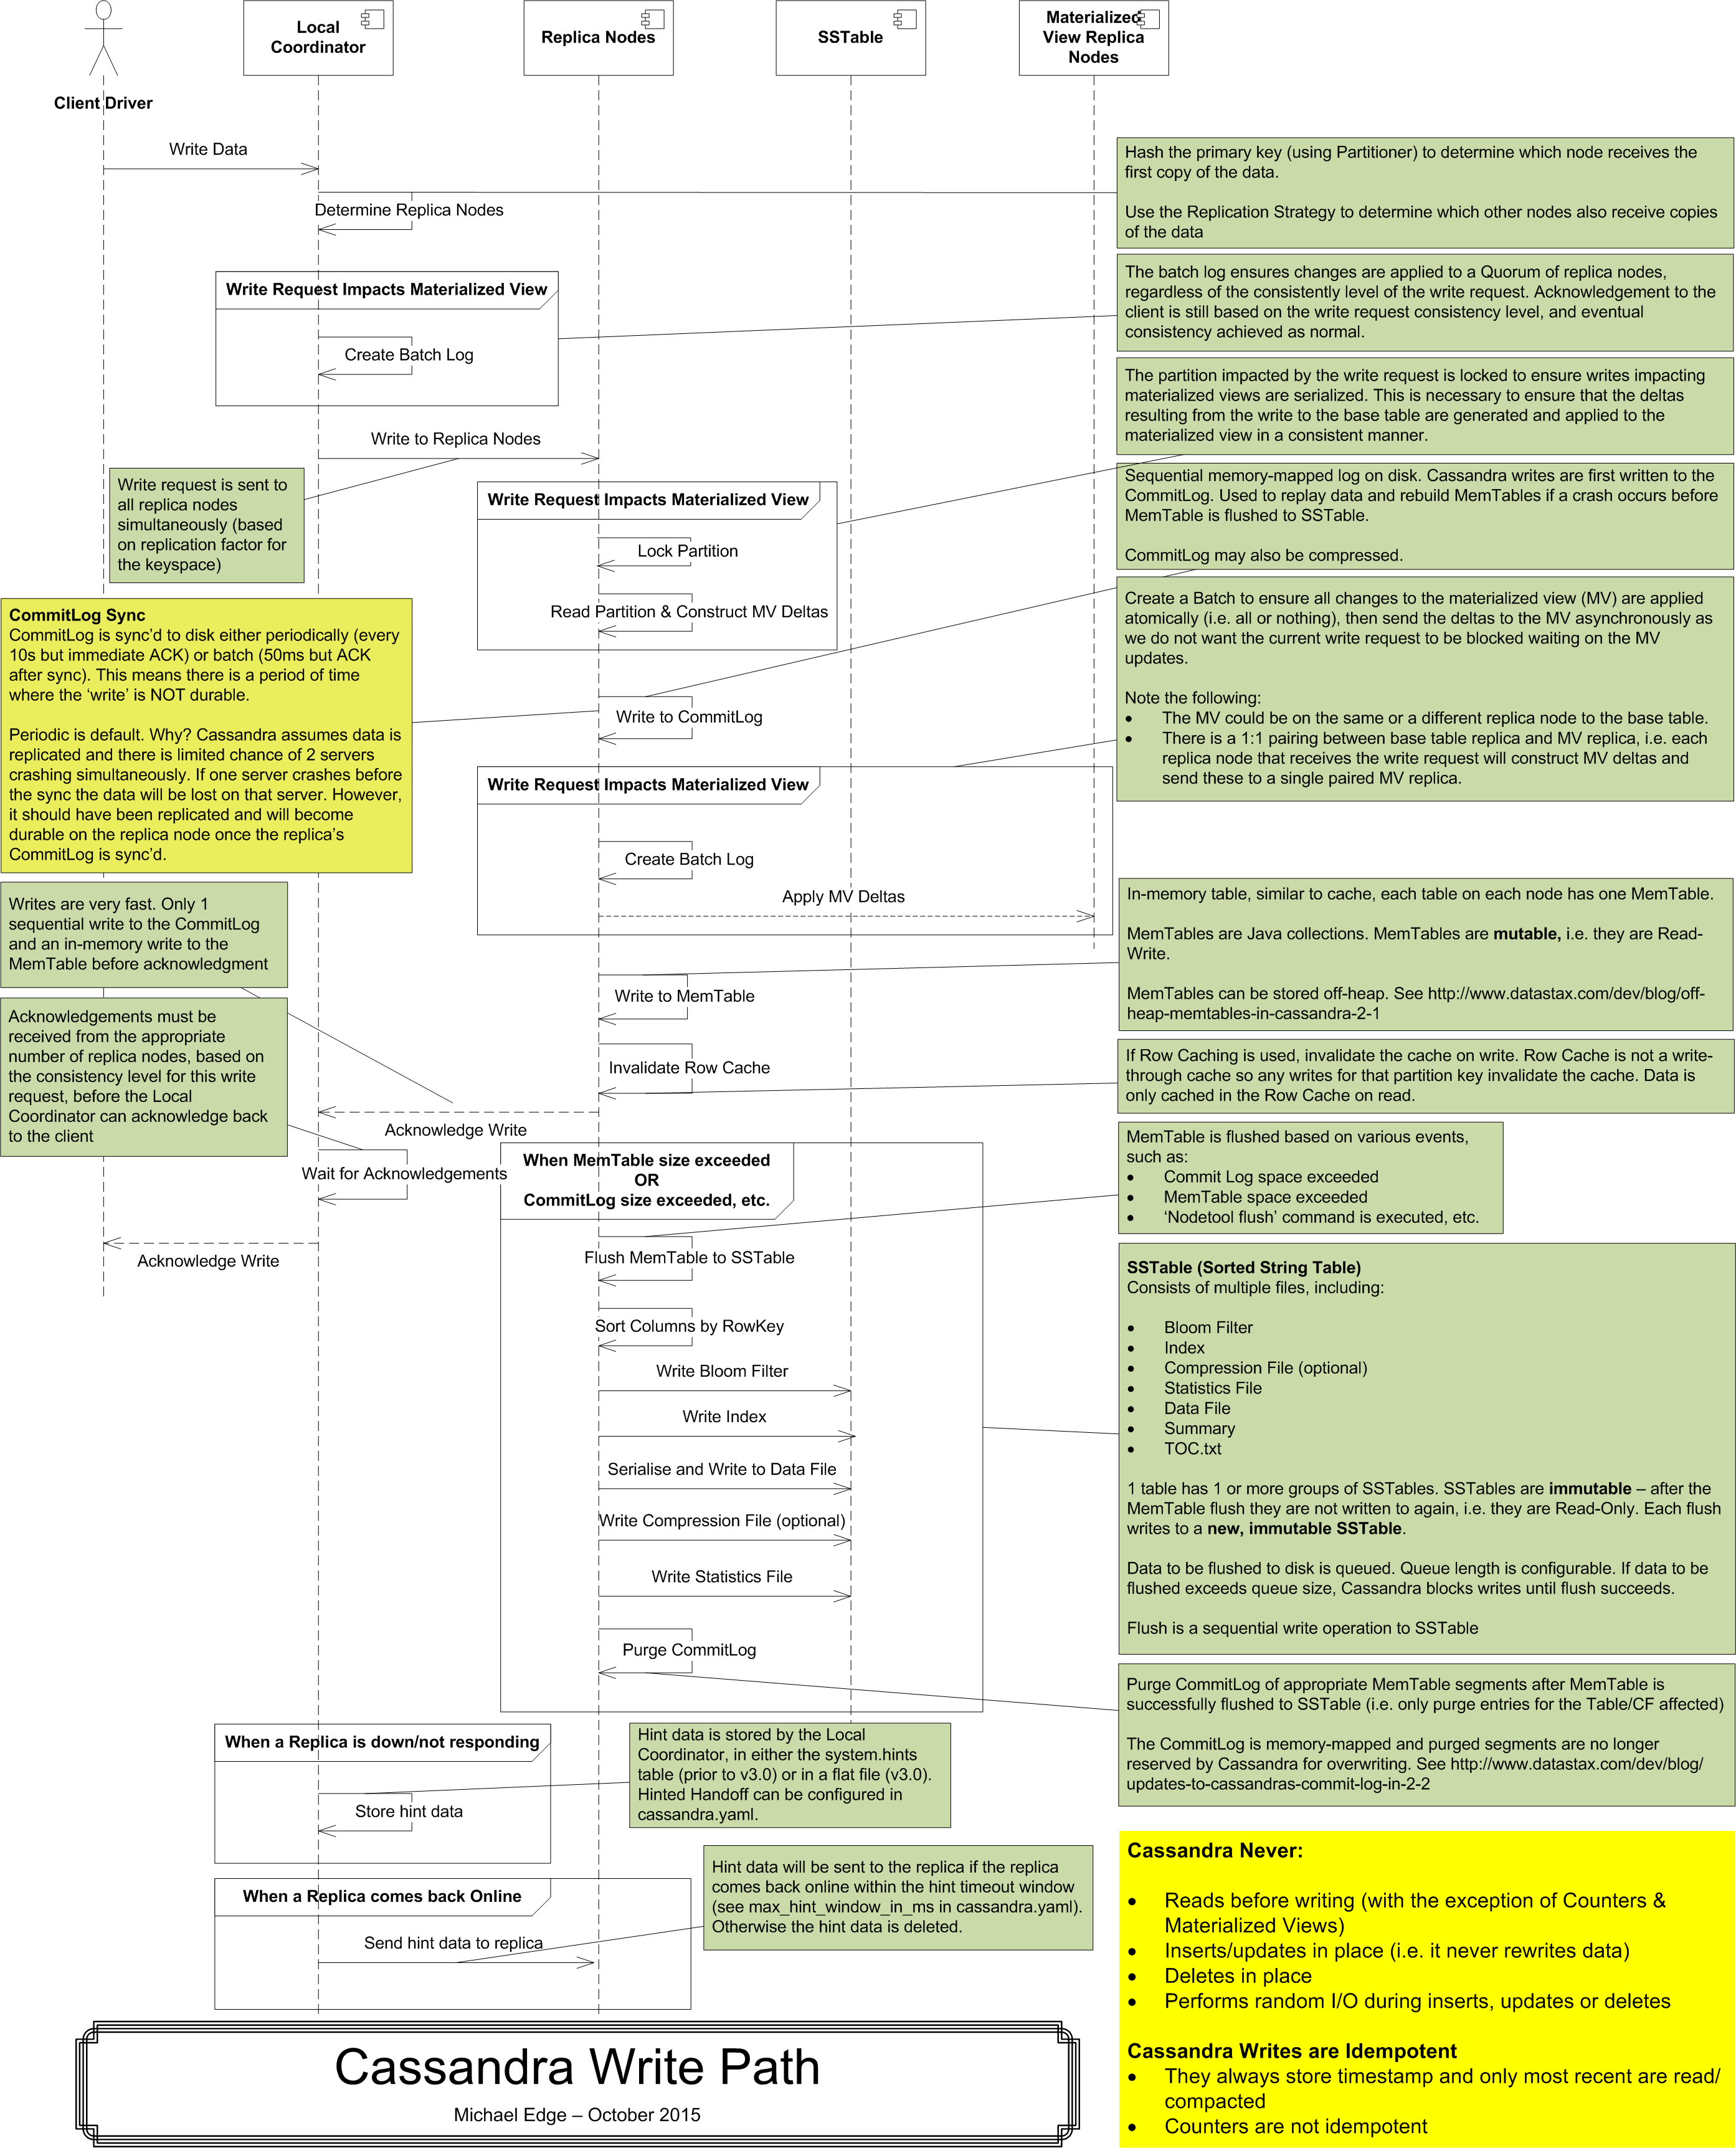 Local
Coordinator
Replica Nodes
SSTable
Materialized
View Replica
Nodes
Client Driver
Write Data
Hash the primary key (using Partitioner) to determine which node receives the
first copy of the data.
Use the Replication Strategy to determine which other nodes also receive copies
of the data
Determine Replica Nodes
The batch log ensures changes are applied to a Quorum of replica nodes,
regardless of the consistently level of the write request. Acknowledgement to the
client is still based on the write request consistency level, and eventual
consistency achieved as normal.
Write Request Impacts Materialized View
Create Batch Log
The partition impacted by the write request is locked to ensure writes impacting
materialized views are serialized. This is necessary to ensure that the deltas
resulting from the write to the base table are generated and applied to the
materialized view in a consistent manner.
Write to Replica Nodes
Write request is sent to
all replica nodes
simultaneously (based
on replication factor for
the keyspace)
Sequential memory-mapped log on disk. Cassandra writes are first written to the
CommitLog. Used to replay data and rebuild MemTables if a crash occurs before
MemTable is flushed to SSTable.
CommitLog may also be compressed.
Write Request Impacts Materialized View
Lock Partition
Read Partition & Construct MV Deltas
Create a Batch to ensure all changes to the materialized view (MV) are applied
atomically (i.e. all or nothing), then send the deltas to the MV asynchronously as
we do not want the current write request to be blocked waiting on the MV
updates.
Note the following:
• The MV could be on the same or a different replica node to the base table.
• There is a 1:1 pairing between base table replica and MV replica, i.e. each
replica node that receives the write request will construct MV deltas and
send these to a single paired MV replica.
CommitLog Sync
CommitLog is sync’d to disk either periodically (every
10s but immediate ACK) or batch (50ms but ACK
after sync). This means there is a period of time
where the ‘write’ is NOT durable.
Periodic is default. Why? Cassandra assumes data is
replicated and there is limited chance of 2 servers
crashing simultaneously. If one server crashes before
the sync the data will be lost on that server. However,
it should have been replicated and will become
durable on the replica node once the replica’s
CommitLog is sync’d.
Write to CommitLog
Write Request Impacts Materialized View
Create Batch Log
Apply MV Deltas
Writes are very fast. Only 1
sequential write to the CommitLog
and an in-memory write to the
MemTable before acknowledgment
In-memory table, similar to cache, each table on each node has one MemTable.
MemTables are Java collections. MemTables are mutable, i.e. they are Read-
Write.
MemTables can be stored off-heap. See http://www.datastax.com/dev/blog/off-
heap-memtables-in-cassandra-2-1
Write to MemTable
Acknowledgements must be
received from the appropriate
number of replica nodes, based on
the consistency level for this write
request, before the Local
Coordinator can acknowledge back
to the client
Invalidate Row Cache
If Row Caching is used, invalidate the cache on write. Row Cache is not a write-
through cache so any writes for that partition key invalidate the cache. Data is
only cached in the Row Cache on read.
Acknowledge Write
Wait for Acknowledgements
When MemTable size exceeded
OR
CommitLog size exceeded, etc.
MemTable is flushed based on various events,
such as:
• Commit Log space exceeded
• MemTable space exceeded
• ‘Nodetool flush’ command is executed, etc.
Acknowledge Write
Flush MemTable to SSTable
Sort Columns by RowKey
Write Bloom Filter
Write Index
Serialise and Write to Data File
Write Compression File (optional)
Write Statistics File
Purge CommitLog
SSTable (Sorted String Table)
Consists of multiple files, including:
• Bloom Filter
• Index
• Compression File (optional)
• Statistics File
• Data File
• Summary
• TOC.txt
1 table has 1 or more groups of SSTables. SSTables are immutable – after the
MemTable flush they are not written to again, i.e. they are Read-Only. Each flush
writes to a new, immutable SSTable.
Data to be flushed to disk is queued. Queue length is configurable. If data to be
flushed exceeds queue size, Cassandra blocks writes until flush succeeds.
Flush is a sequential write operation to SSTable
Purge CommitLog of appropriate MemTable segments after MemTable is
successfully flushed to SSTable (i.e. only purge entries for the Table/CF affected)
The CommitLog is memory-mapped and purged segments are no longer
reserved by Cassandra for overwriting. See http://www.datastax.com/dev/blog/
updates-to-cassandras-commit-log-in-2-2
When a Replica is down/not responding
Store hint data
Hint data is stored by the Local
Coordinator, in either the system.hints
table (prior to v3.0) or in a flat file (v3.0).
Hinted Handoff can be configured in
cassandra.yaml.
When a Replica comes back Online
Send hint data to replica
Hint data will be sent to the replica if the replica
comes back online within the hint timeout window
(see max_hint_window_in_ms in cassandra.yaml).
Otherwise the hint data is deleted.
Cassandra Never:
• Reads before writing (with the exception of Counters &
Materialized Views)
• Inserts/updates in place (i.e. it never rewrites data)
• Deletes in place
• Performs random I/O during inserts, updates or deletes
Cassandra Writes are Idempotent
• They always store timestamp and only most recent are read/
compacted
• Counters are not idempotent
Cassandra Write Path
Michael Edge – October 2015